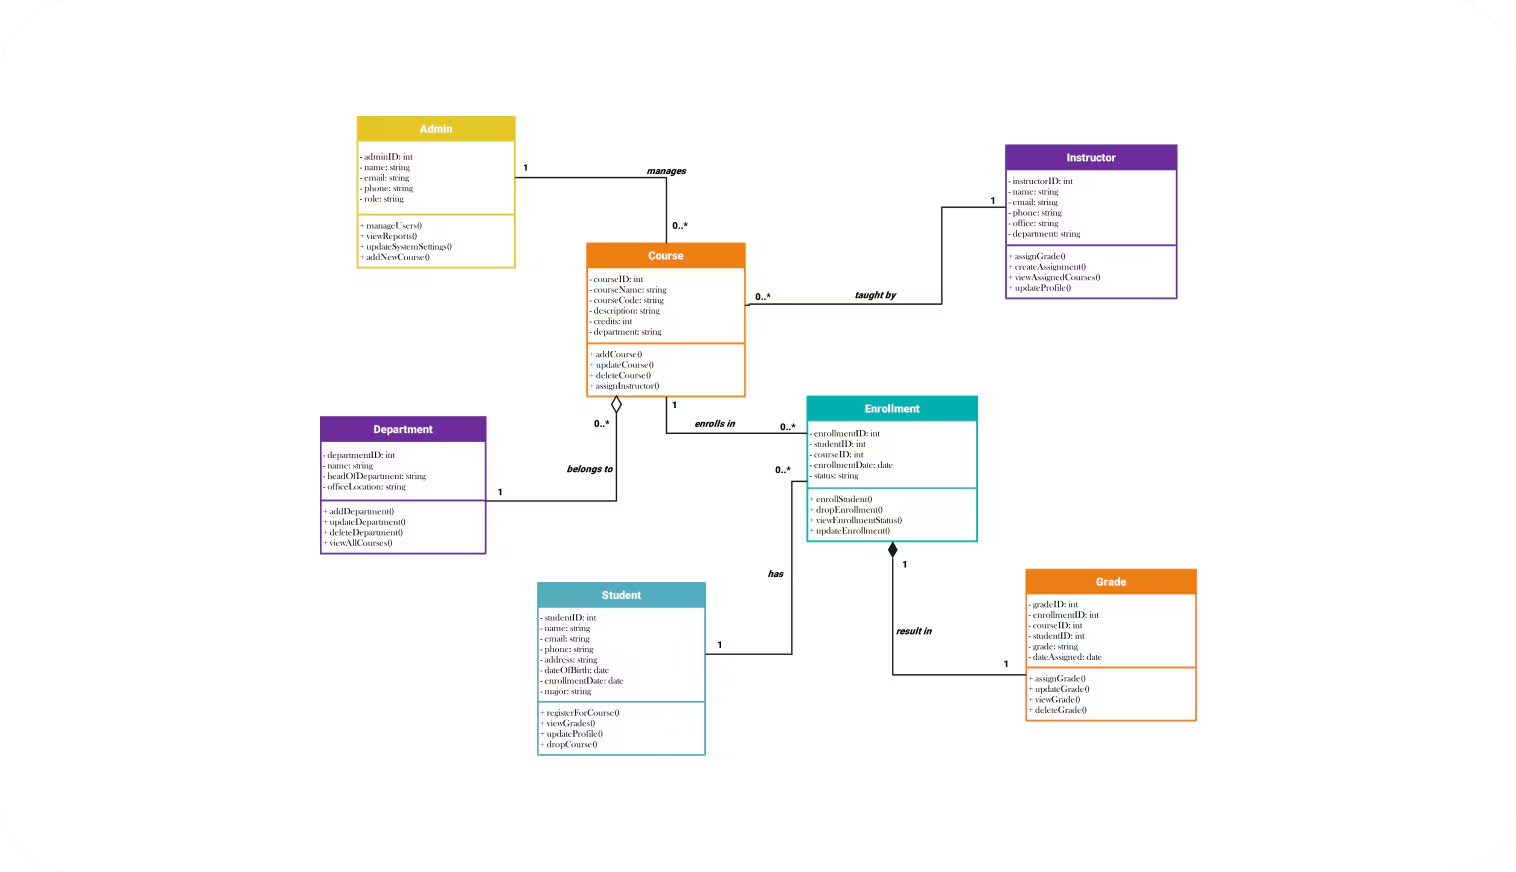 Admin
- adminID: int
- name: string
- email: string
- phone: string
- role: string
+ manageUsers()
+ viewReports()
+ updateSystemSettings()
+ addNewCourse()
1
manages
0..*
Instructor
- instructorID: int
- name: string
- email: string
- phone: string
- office: string
- department: string
+ assignGrade()
+ createAssignment()
+ viewAssignedCourses()
+ updateProfile()
1
taught by
0..*
Course
- courseID: int
- courseName: string
- courseCode: string
- description: string
- credits: int
- department: string
+ addCourse()
+ updateCourse()
+ deleteCourse()
+ assignInstructor()
0..*
belongs to
1
1
enrolls in
0..*
Department
- departmentID: int
- name: string
- headOfDepartment: string
- officeLocation: string
+ addDepartment()
+ updateDepartment()
+ deleteDepartment()
+ viewAllCourses()
Enrollment
- enrollmentID: int
- studentID: int
- courseID: int
- enrollmentDate: date
- status: string
+ enrollStudent()
+ dropEnrollment()
+ viewEnrollmentStatus()
+ updateEnrollment()
0..*
has
1
1
result in
1
Student
- studentID: int
- name: string
- email: string
- phone: string
- address: string
- dateOfBirth: date
- enrollmentDate: date
- major: string
+ registerForCourse()
+ viewGrades()
+ updateProfile()
+ dropCourse()
Grade
- gradeID: int
- enrollmentID: int
- courseID: int
- studentID: int
- grade: string
- dateAssigned: date
+ assignGrade()
+ updateGrade()
+ viewGrade()
+ deleteGrade()